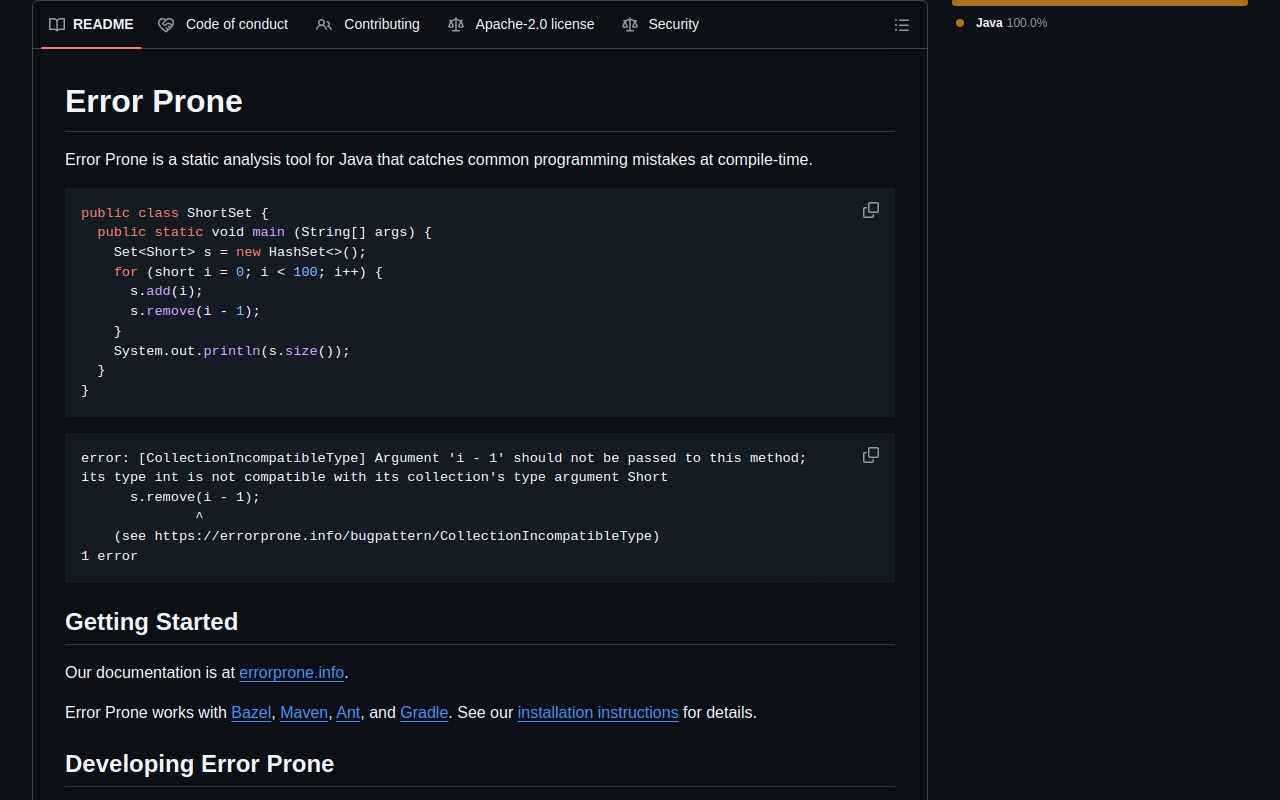 README
Code of conduct
Contributing
Apache-2.0 license
Security
Java 100.0%
Error Prone
Error Prone is a static analysis tool for Java that catches common programming mistakes at compile-time.
public class ShortSet {
  public static void main (String[] args) {
    Set<Short> s = new HashSet<>();
    for (short i = 0; i < 100; i++) {
      s.add(i);
      s.remove(i - 1);
    }
    System.out.println(s.size());
  }
}
error: [CollectionIncompatibleType] Argument 'i - 1' should not be passed to this method;
its type int is not compatible with its collection's type argument Short
      s.remove(i - 1);
              ^
    (see https://errorprone.info/bugpattern/CollectionIncompatibleType)
1 error
Getting Started
Our documentation is at errorprone.info.
Error Prone works with Bazel, Maven, Ant, and Gradle. See our installation instructions for details.
Developing Error Prone